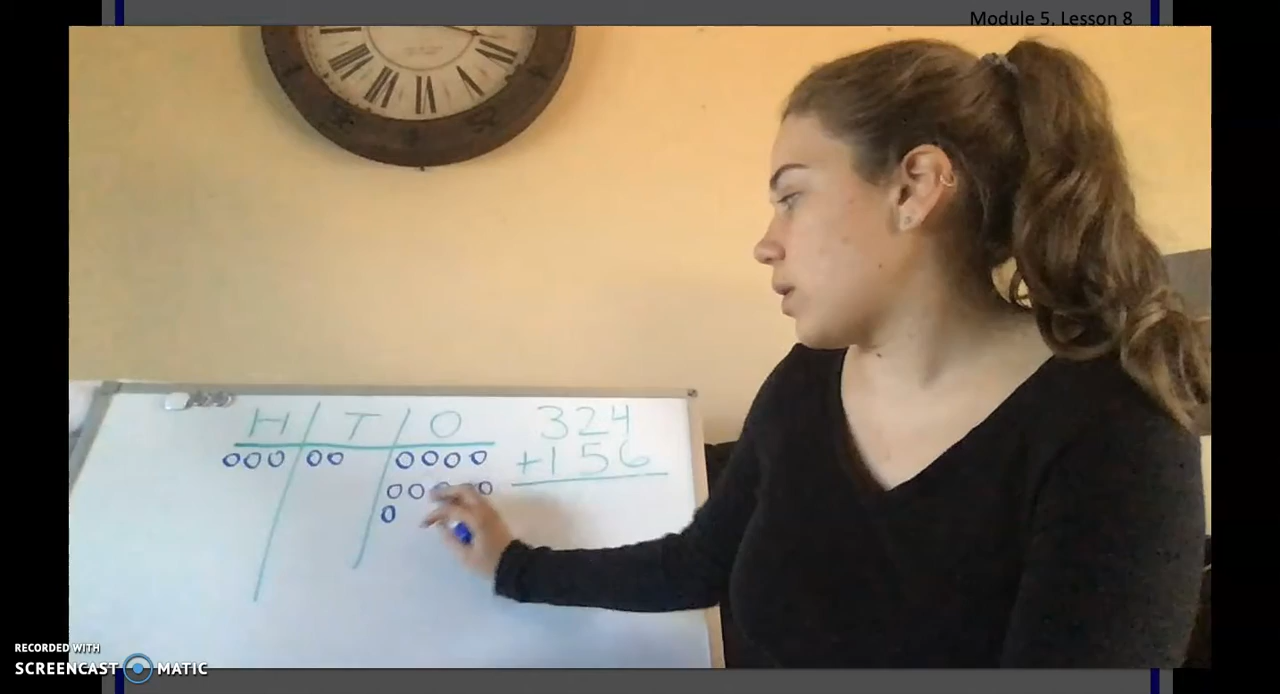 Module 5. Lesson 8
H T O
324
+156
RECORDED WITH
SCREENCAST MATIC